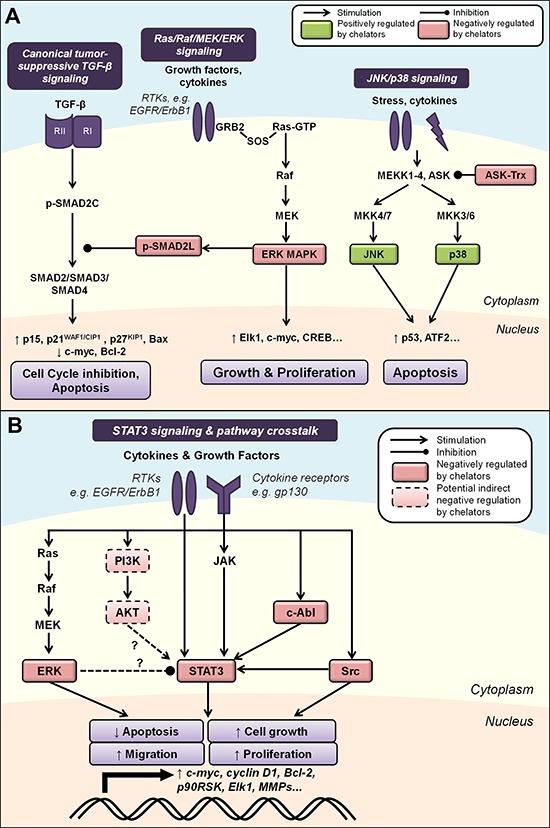 A
Stimulation
Inhibition
Positively regulated
by chelators
Negatively regulated
by chelators
Canonical tumor-
suppressive TGF-β
signaling
Ras/Raf/MEK/ERK
signaling
JNK/p38 signaling
Growth factors,
cytokines
Stress, cytokines
TGF-β
RTKs, e.g.
EGFR/ErbB1
RII
RI
GRB2
SOS
Ras-GTP
Raf
MEKK1-4, ASK
ASK-Trx
p-SMAD2C
MEK
MKK4/7
MKK3/6
p-SMAD2L
ERK MAPK
JNK
p38
SMAD2/SMAD3/
SMAD4
Cytoplasm
Nucleus
↑ p15, p21WAF1/CIP1 , p27KIP1, Bax
↓ c-myc, Bcl-2
↑ Elk1, c-myc, CREB...
↑ p53, ATF2...
Cell Cycle inhibition,
Apoptosis
Growth & Proliferation
Apoptosis
B
STAT3 signaling & pathway crosstalk
Cytokines & Growth Factors
Stimulation
Inhibition
Negatively regulated
by chelators
Potential indirect
negative regulation
by chelators
RTKs
e.g. EGFR/ErbB1
Cytokine receptors
e.g. gp130
Ras
PI3K
JAK
Raf
AKT
c-Abl
MEK
?
?
ERK
STAT3
Src
Cytoplasm
Nucleus
↓ Apoptosis
↑ Cell growth
↑ Migration
↑ Proliferation
↑ c-myc, cyclin D1, Bcl-2,
p90RSK, Elk1, MMPs...